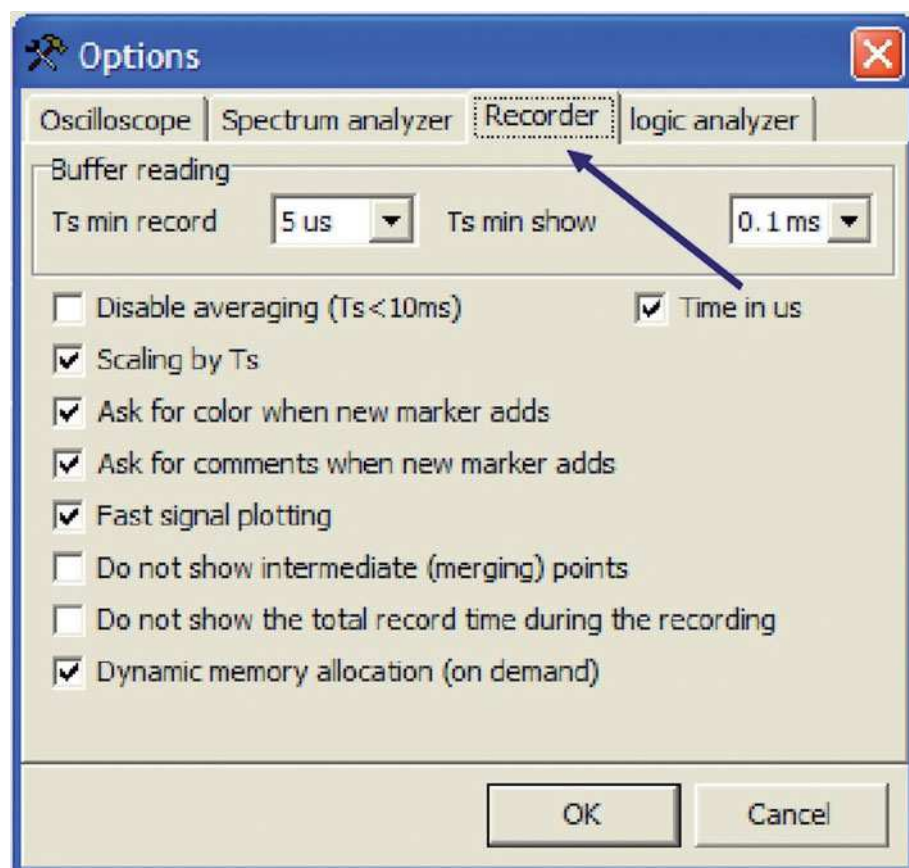 Options
Oscilloscope Spectrum analyzer Recorder logic analyzer
Buffer reading
Ts min record 5 us Ts min show 0.1 ms
Disable averaging (Ts<10ms) Time in us
Scaling by Ts
Ask for color when new marker adds
Ask for comments when new marker adds
Fast signal plotting
Do not show intermediate (merging) points
Do not show the total record time during the recording
Dynamic memory allocation (on demand)
OK Cancel